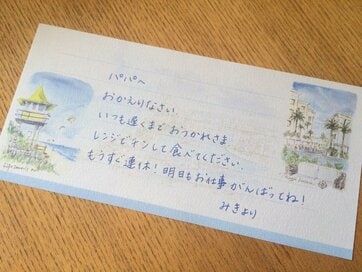 パパへ
おかえりなさい
いつも遅くまでおつかれさま
レンジでチンして食べてください
もうすぐ連休！明日もお仕事がんばってね！
みきより